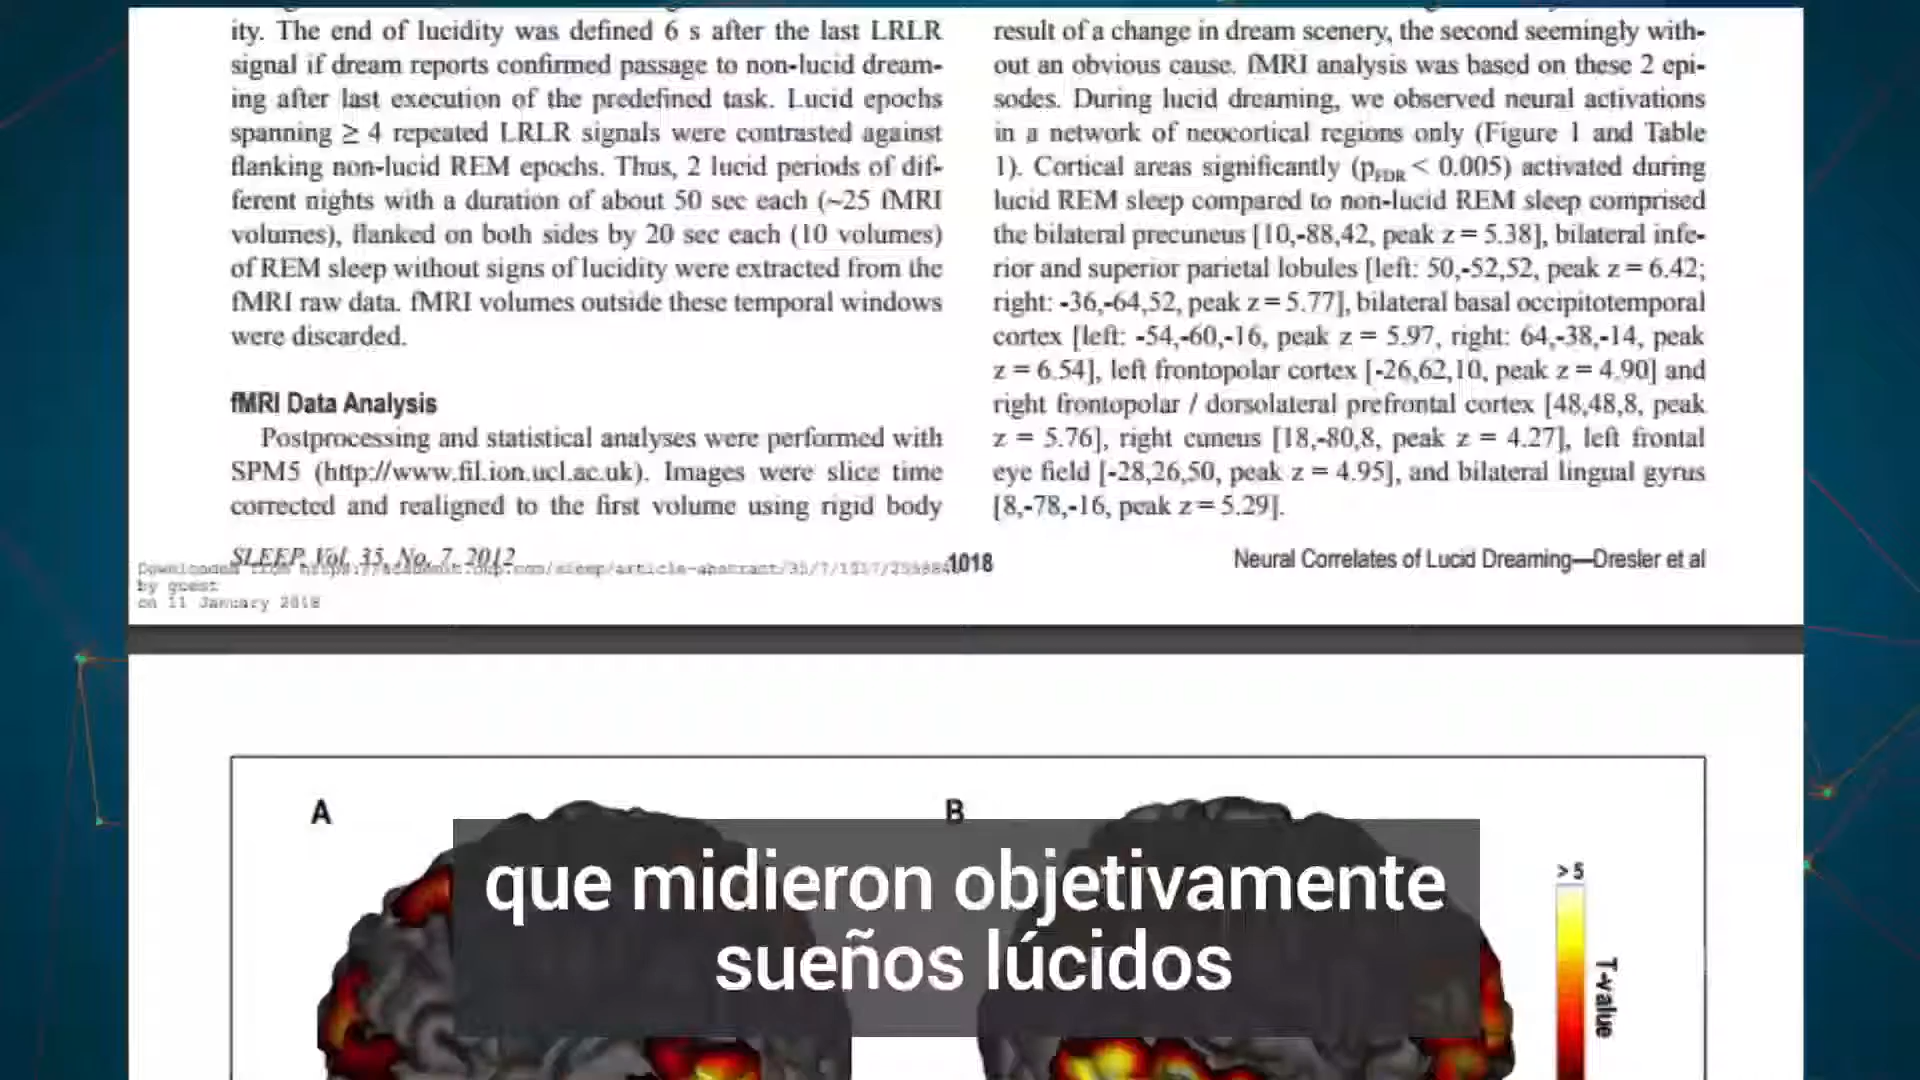 ity. The end of lucidity was defined 6 s after the last LRLR
signal if dream reports confirmed passage to non-lucid dream-
ing after last execution of the predefined task. Lucid epochs
spanning ≥ 4 repeated LRLR signals were contrasted against
flanking non-lucid REM epochs. Thus, 2 lucid periods of dif-
ferent nights with a duration of about 50 sec each (~25 fMRI
volumes), flanked on both sides by 20 sec each (10 volumes)
of REM sleep without signs of lucidity were extracted from the
fMRI raw data. fMRI volumes outside these temporal windows
were discarded.
fMRI Data Analysis
Postprocessing and statistical analyses were performed with
SPM5 (http://www.fil.ion.ucl.ac.uk). Images were slice time
corrected and realigned to the first volume using rigid body
result of a change in dream scenery, the second seemingly with-
out an obvious cause. fMRI analysis was based on these 2 epi-
sodes. During lucid dreaming, we observed neural activations
in a network of neocortical regions only (Figure 1 and Table
1). Cortical areas significantly (pFDR < 0.005) activated during
lucid REM sleep compared to non-lucid REM sleep comprised
the bilateral precuneus [10,-88,42, peak z = 5.38], bilateral infe-
rior and superior parietal lobules [left: 50,-52,52, peak z = 6.42;
right: -36,-64,52, peak z = 5.77], bilateral basal occipitotemporal
cortex [left: -54,-60,-16, peak z = 5.97, right: 64,-38,-14, peak
z = 6.54], left frontopolar cortex [-26,62,10, peak z = 4.90] and
right frontopolar / dorsolateral prefrontal cortex [48,48,8, peak
z = 5.76], right cuneus [18,-80,8, peak z = 4.27], left frontal
eye field [-28,26,50, peak z = 4.95], and bilateral lingual gyrus
[8,-78,-16, peak z = 5.29].
SLEEP, Vol. 35, No. 7, 2012
1018
Neural Correlates of Lucid Dreaming—Dresler et al
Downloaded from
by guest
on 11 January 2018
A
B
> 5
T-value
que midieron objetivamente
sueños lúcidos